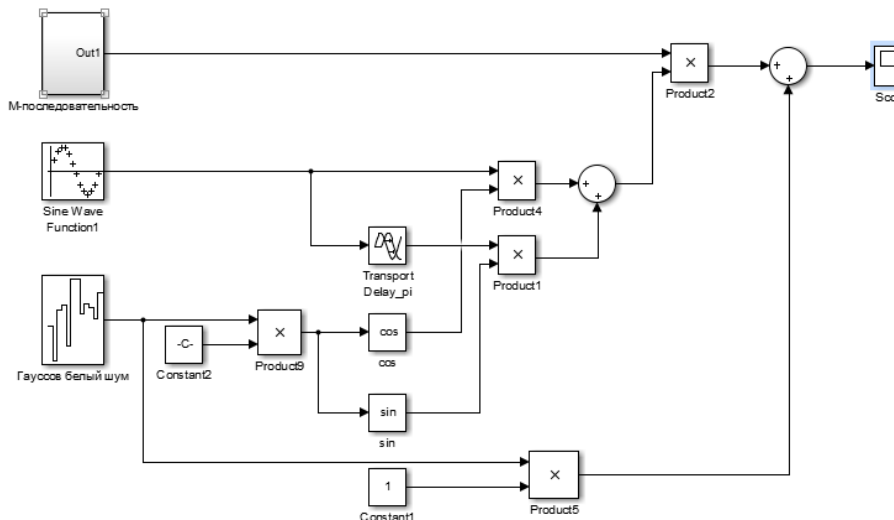 Out1
М-последовательность
×
Product2
+
+
Sco
Sine Wave
Function1
×
Product4
+
+
Transport
Delay_pi
×
Product1
Гауссов белый шум
-C-
Constant2
×
Product9
cos
cos
sin
sin
1
Constant1
×
Product5